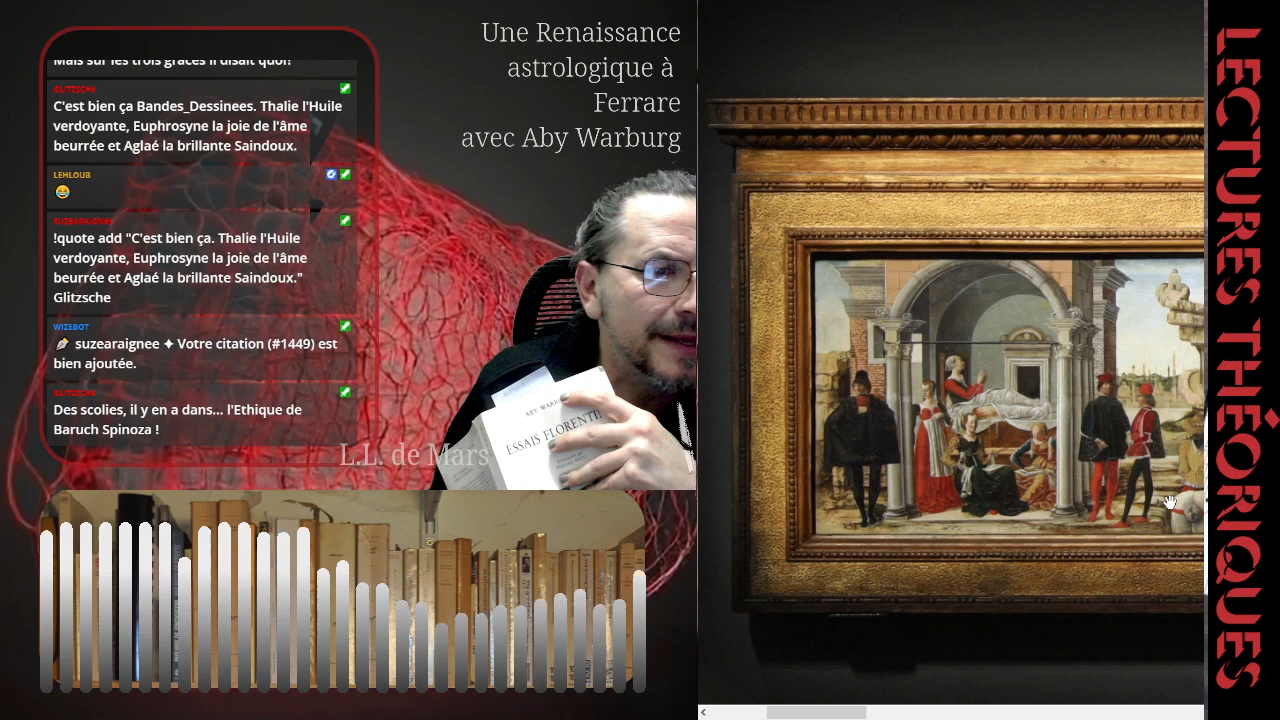 Une Renaissance
astrologique à
Ferrare
avec Aby Warburg
Mais sur les trois grâces il disait quoi?
GLITZSCHE
C'est bien ça Bandes_Dessinees. Thalie l'Huile
verdoyante, Euphrosyne la joie de l'âme
beurrée et Aglaé la brillante Saindoux.
LEHLOUB
SUZEARAIGNEE
!quote add "C'est bien ça. Thalie l'Huile
verdoyante, Euphrosyne la joie de l'âme
beurrée et Aglaé la brillante Saindoux."
Glitzsche
WIZEBOT
suzearaignee ✦ Votre citation (#1449) est
bien ajoutée.
GLITZSCHE
Des scolies, il y en a dans... l'Ethique de
Baruch Spinoza !
L.L. de Mars
ESSAIS
LECTURES THÉORIQUES